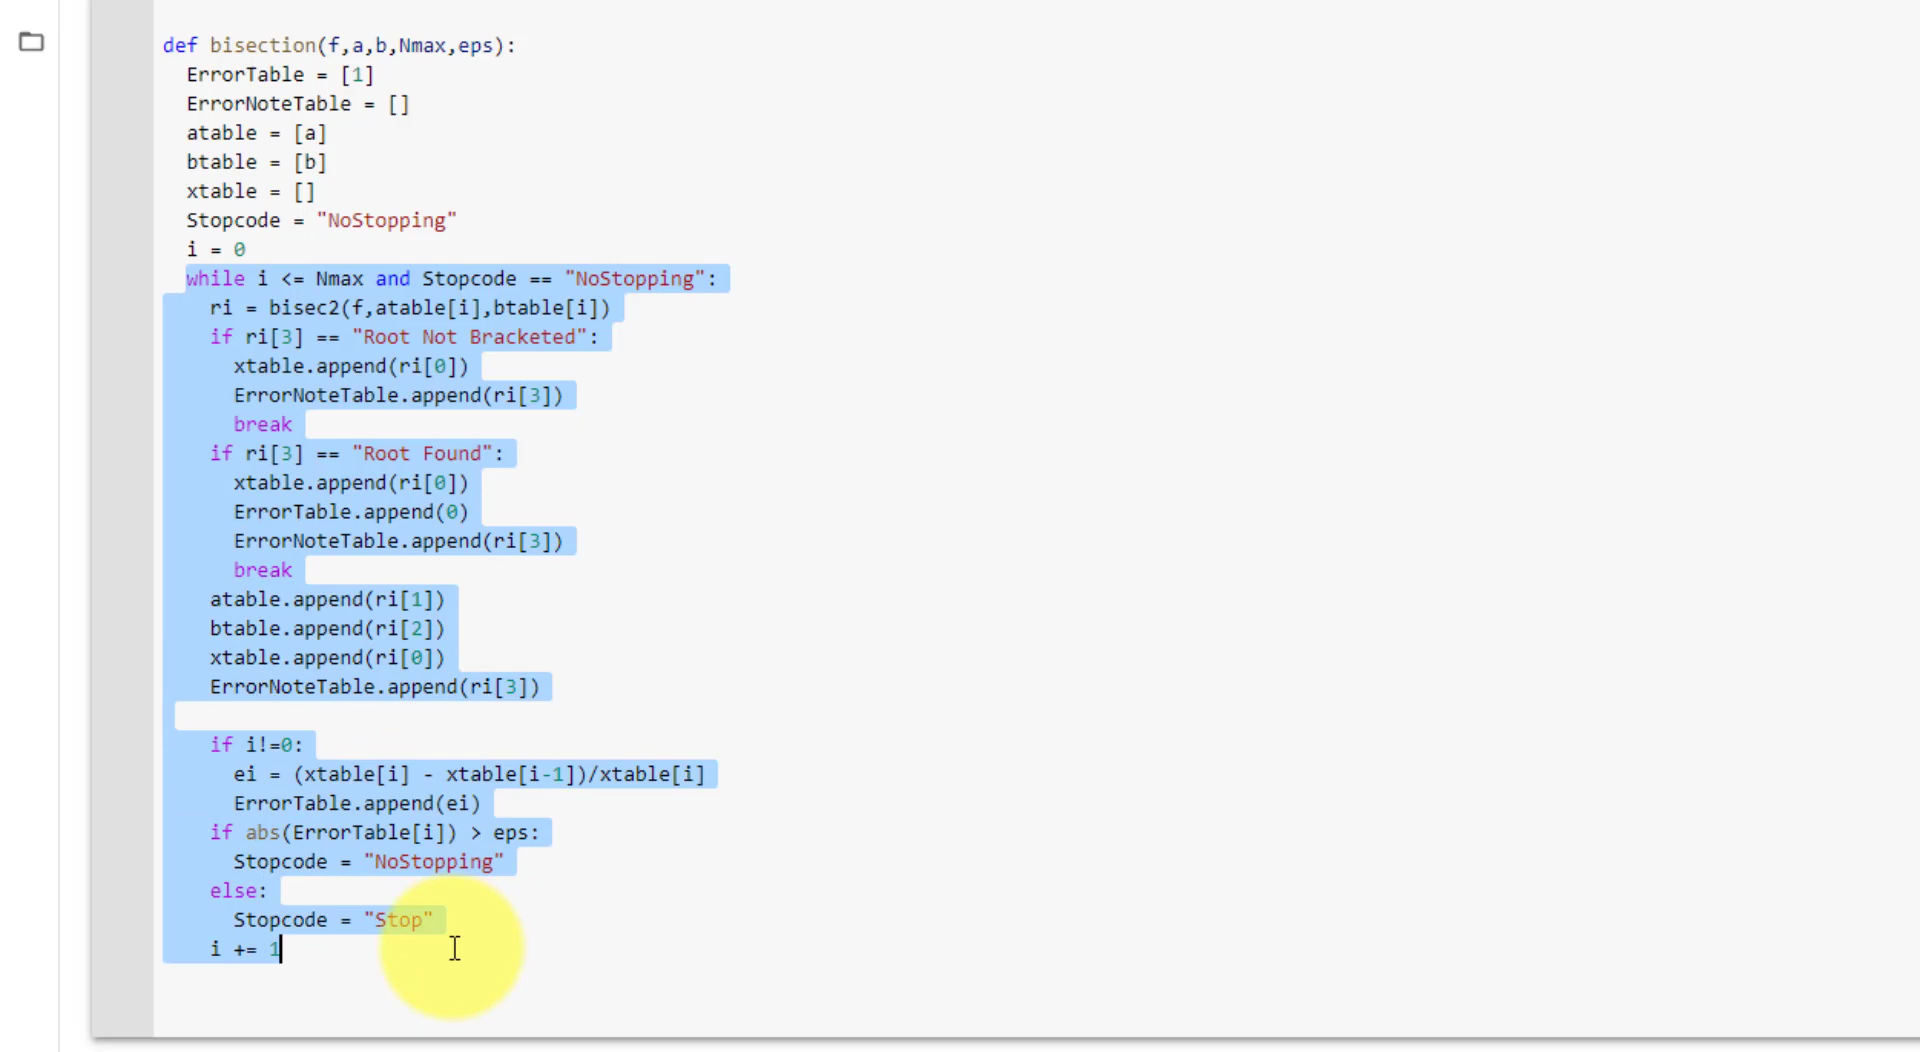 def bisection(f,a,b,Nmax,eps):
  ErrorTable = [1]
  ErrorNoteTable = []
  atable = [a]
  btable = [b]
  xtable = []
  Stopcode = "NoStopping"
  i = 0
  while i <= Nmax and Stopcode == "NoStopping":
    ri = bisec2(f,atable[i],btable[i])
    if ri[3] == "Root Not Bracketed":
      xtable.append(ri[0])
      ErrorNoteTable.append(ri[3])
      break
    if ri[3] == "Root Found":
      xtable.append(ri[0])
      ErrorTable.append(0)
      ErrorNoteTable.append(ri[3])
      break
    atable.append(ri[1])
    btable.append(ri[2])
    xtable.append(ri[0])
    ErrorNoteTable.append(ri[3])
    if i!=0:
      ei = (xtable[i] - xtable[i-1])/xtable[i]
      ErrorTable.append(ei)
    if abs(ErrorTable[i]) > eps:
      Stopcode = "NoStopping"
    else:
      Stopcode = "Stop"
    i += 1